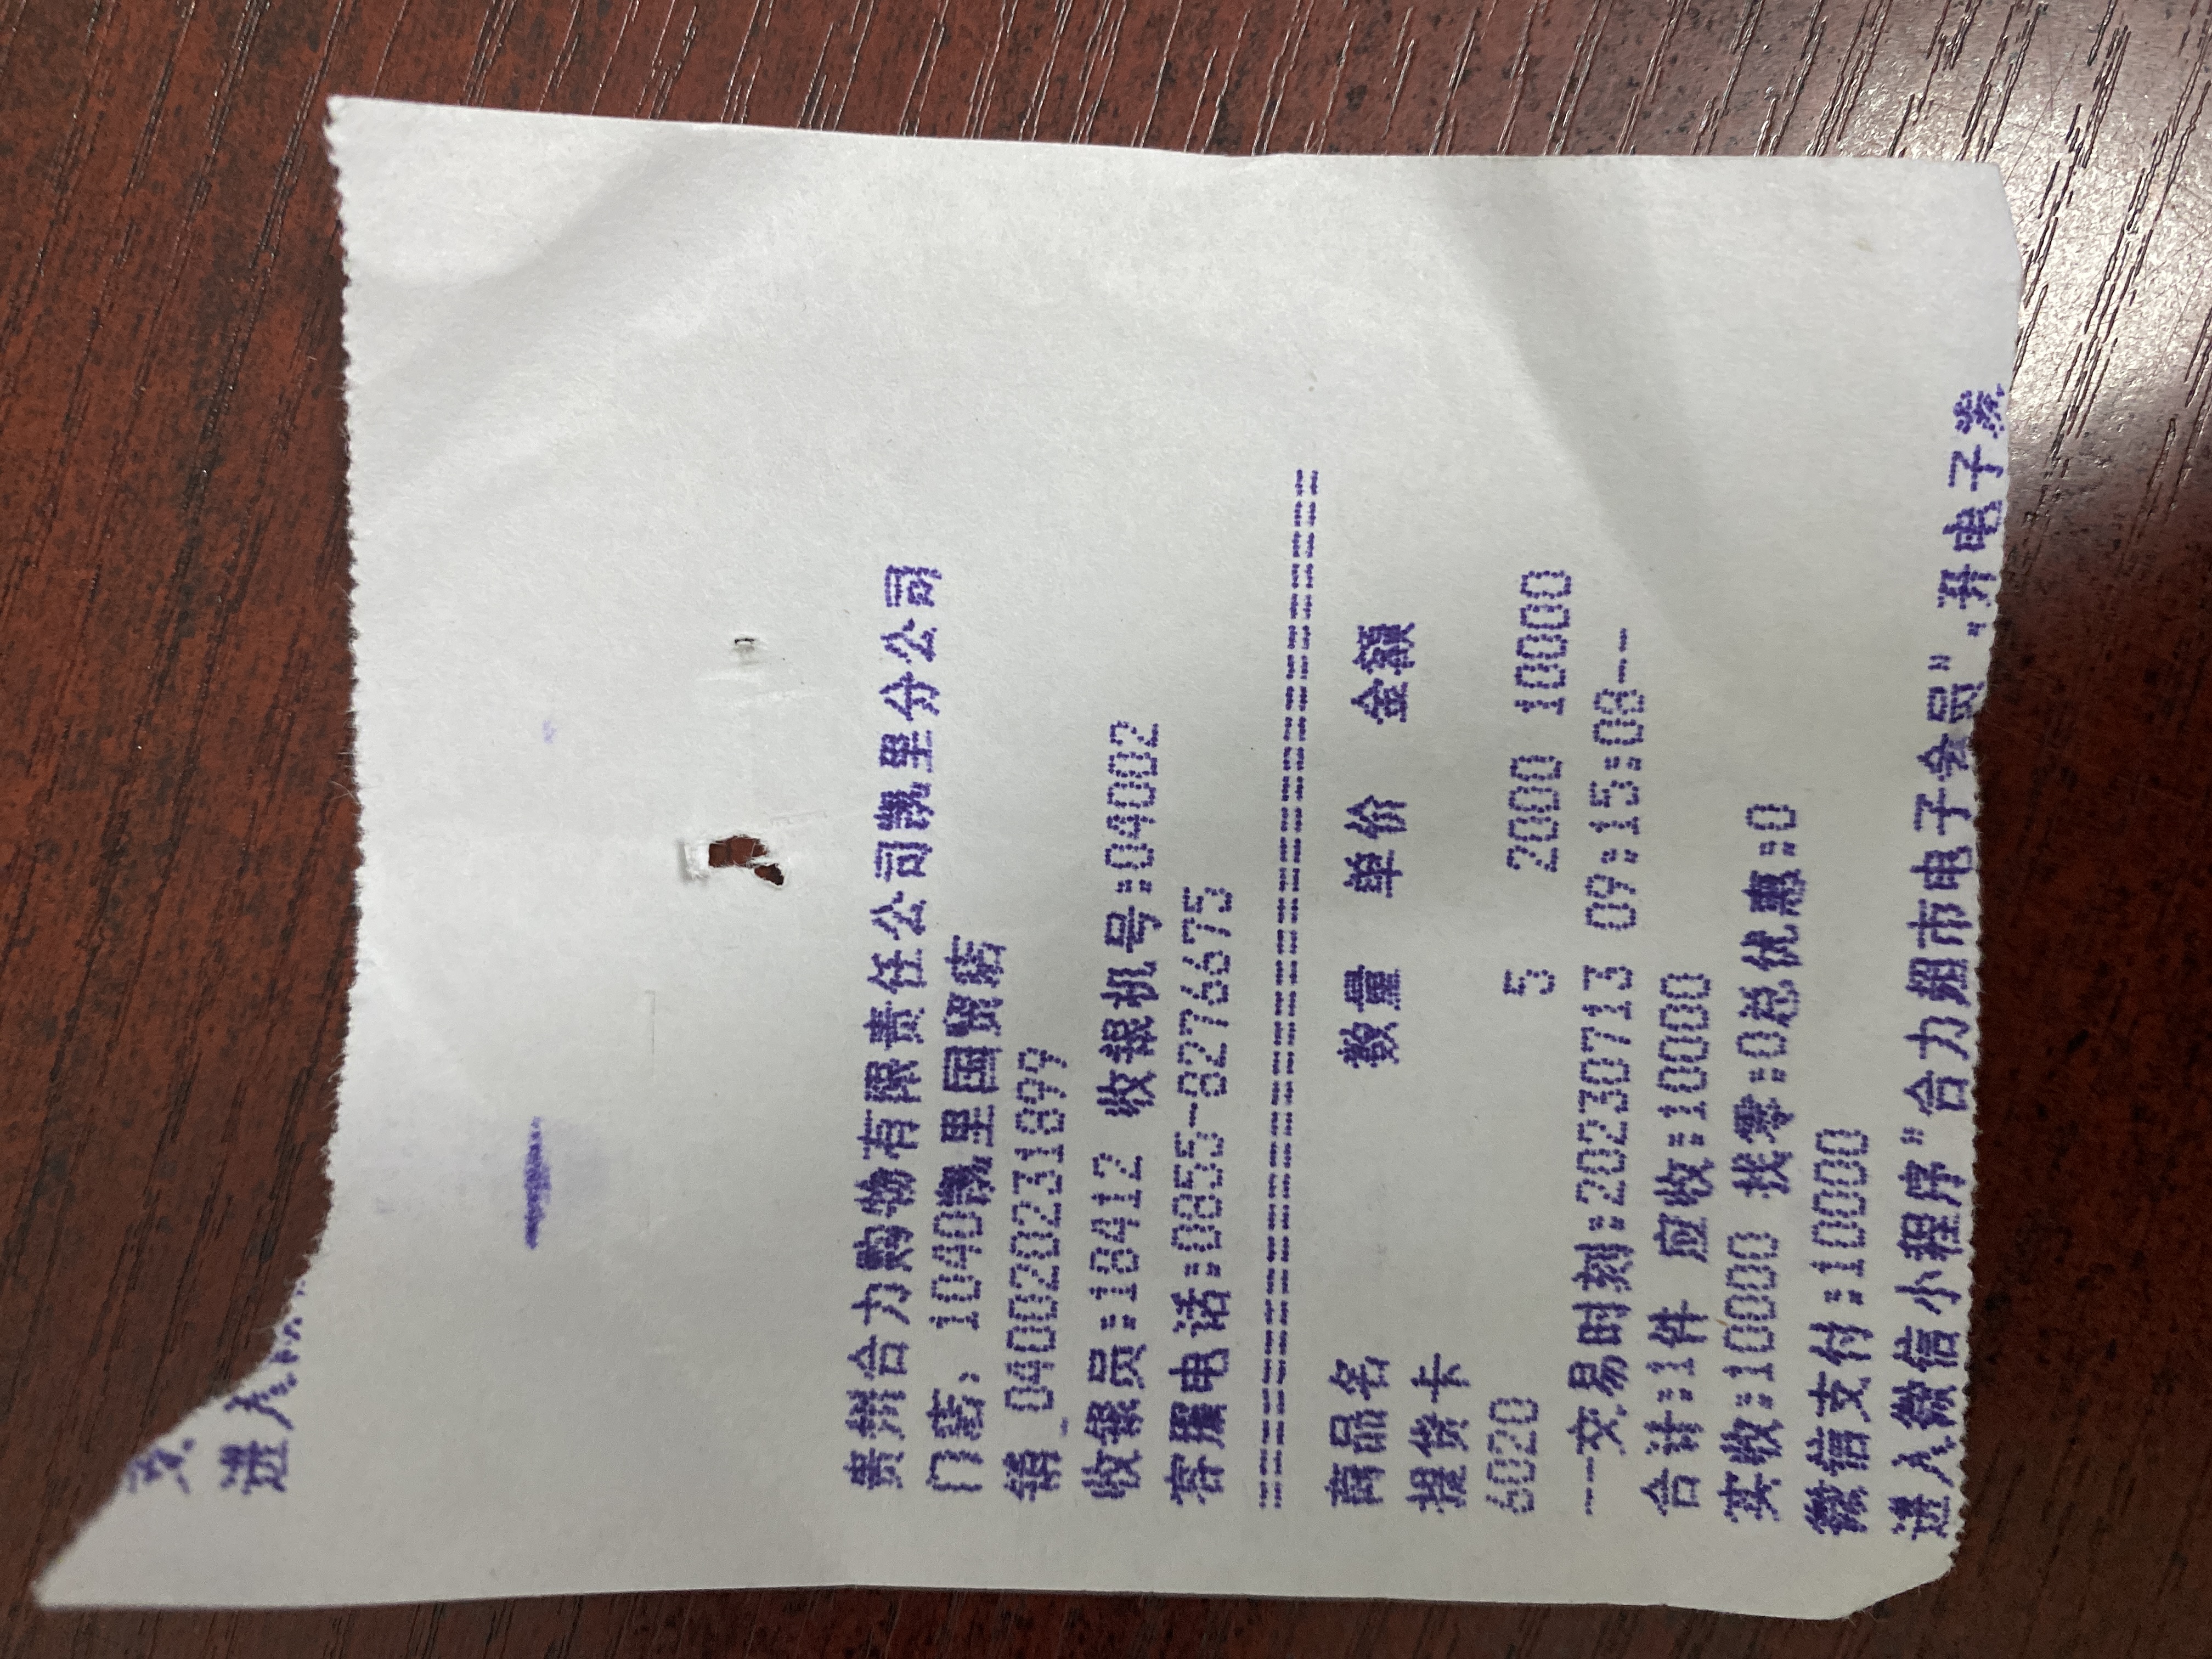 进入
贵州合力购物有限责任公司凯里分公司
门店: 1040凯里国贸店
销_0400202231899
收银员:18412 收银机号:04002
客服电话:0855-8276675
==================================
商品名 数量 单价 金额
提货卡
6020 5 2000 10000
--交易时刻:20230713 09:15:08--
合计:1件 应收:10000
实收:10000 找零:0总优惠:0
微信支付:10000
进入微信小程序"合力超市电子会员",开电子票